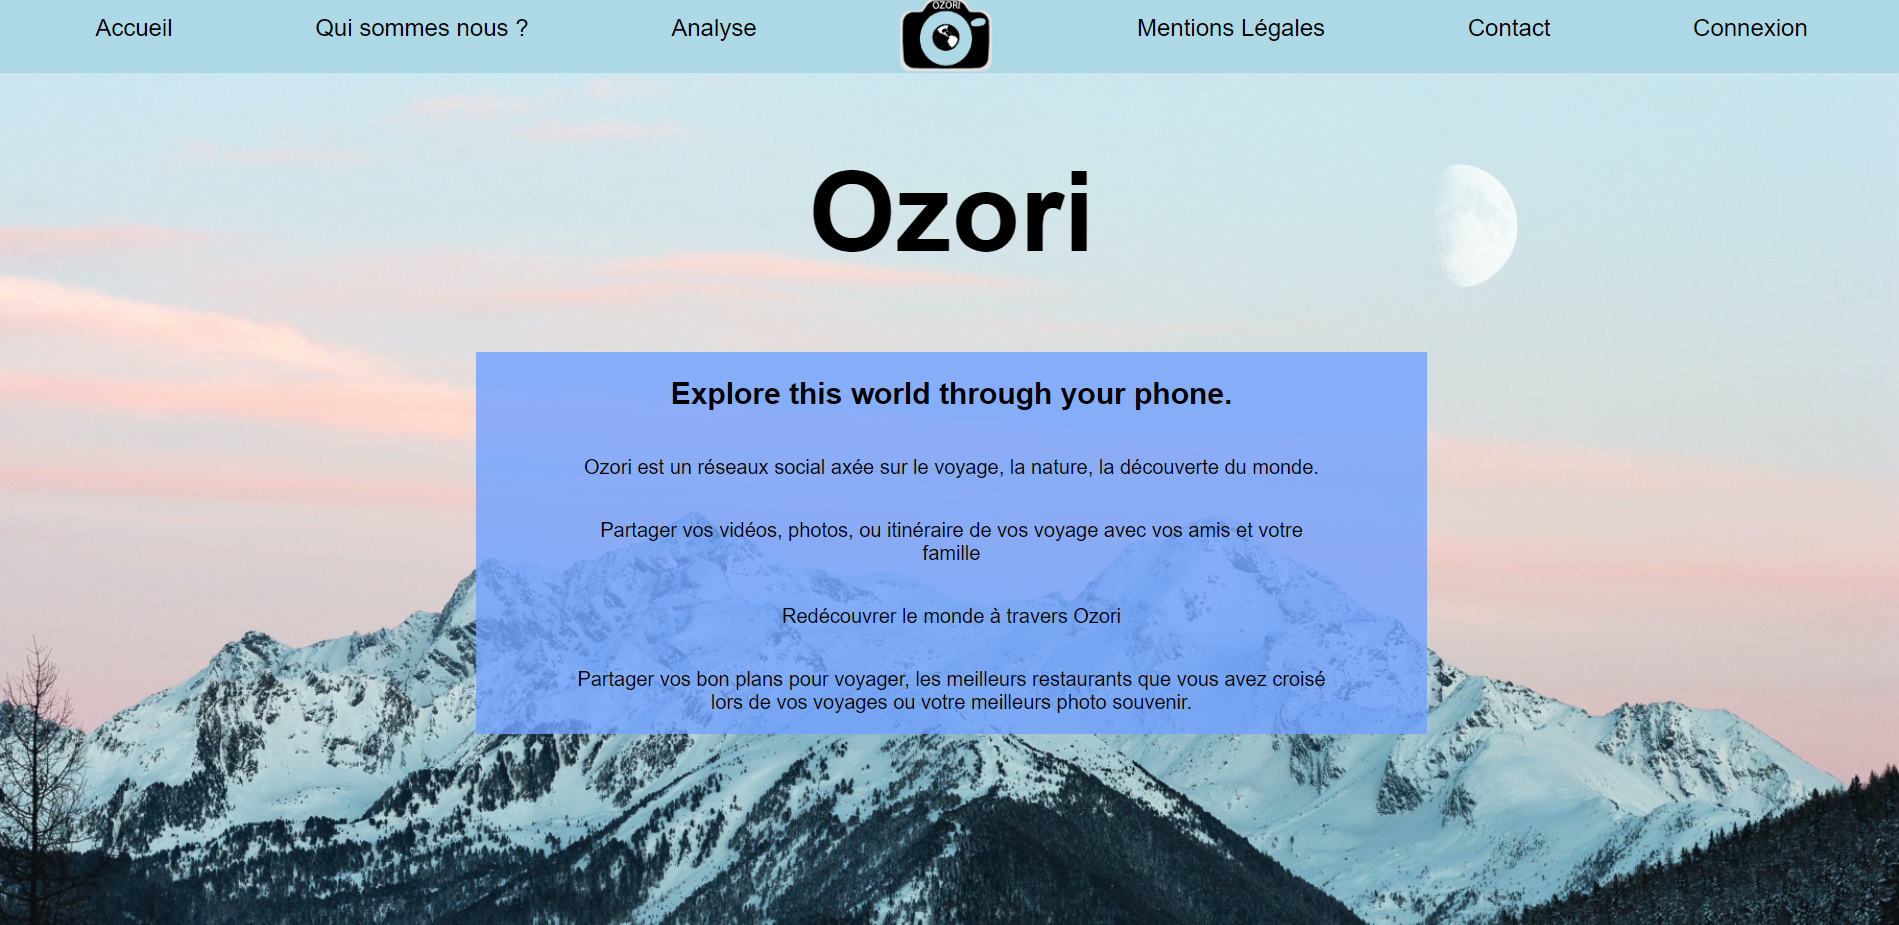 Accueil
Qui sommes nous ?
Analyse
OZORI
Mentions Légales
Contact
Connexion
Ozori
Explore this world through your phone.
Ozori est un réseaux social axée sur le voyage, la nature, la découverte du monde.
Partager vos vidéos, photos, ou itinéraire de vos voyage avec vos amis et votre
famille
Redécouvrer le monde à travers Ozori
Partager vos bon plans pour voyager, les meilleurs restaurants que vous avez croisé
lors de vos voyages ou votre meilleurs photo souvenir.